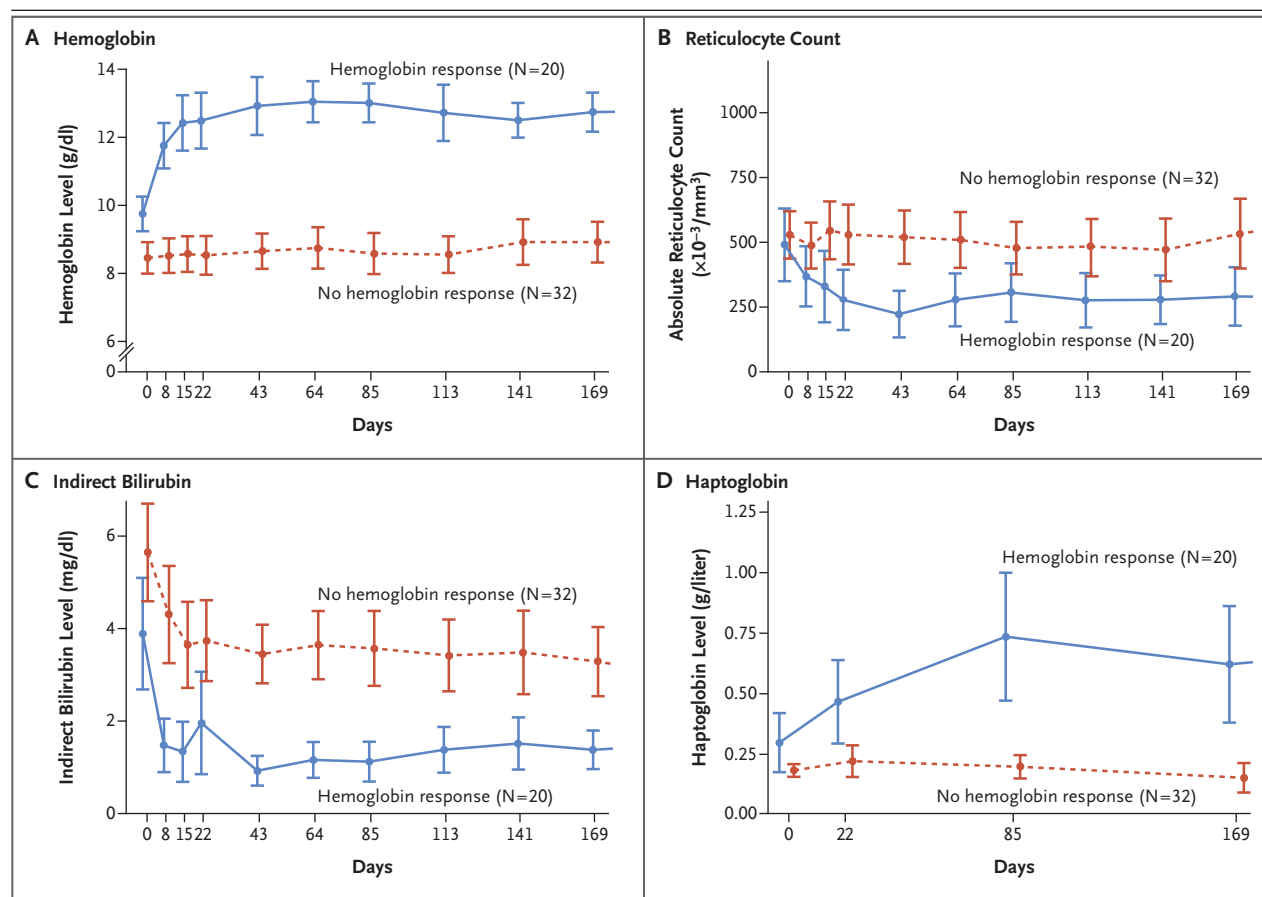 A Hemoglobin
Hemoglobin Level (g/dl)
14
12
10
8
6
0
Hemoglobin response (N=20)
No hemoglobin response (N=32)
0 8 15 22 43 64 85 113 141 169
Days
B Reticulocyte Count
Absolute Reticulocyte Count
(×10⁻³/mm³)
1000
750
500
250
0
No hemoglobin response (N=32)
Hemoglobin response (N=20)
0 8 15 22 43 64 85 113 141 169
Days
C Indirect Bilirubin
Indirect Bilirubin Level (mg/dl)
6
4
2
0
No hemoglobin response (N=32)
Hemoglobin response (N=20)
0 8 15 22 43 64 85 113 141 169
Days
D Haptoglobin
Haptoglobin Level (g/liter)
1.25
1.00
0.75
0.50
0.25
0.00
Hemoglobin response (N=20)
No hemoglobin response (N=32)
0 22 85 169
Days